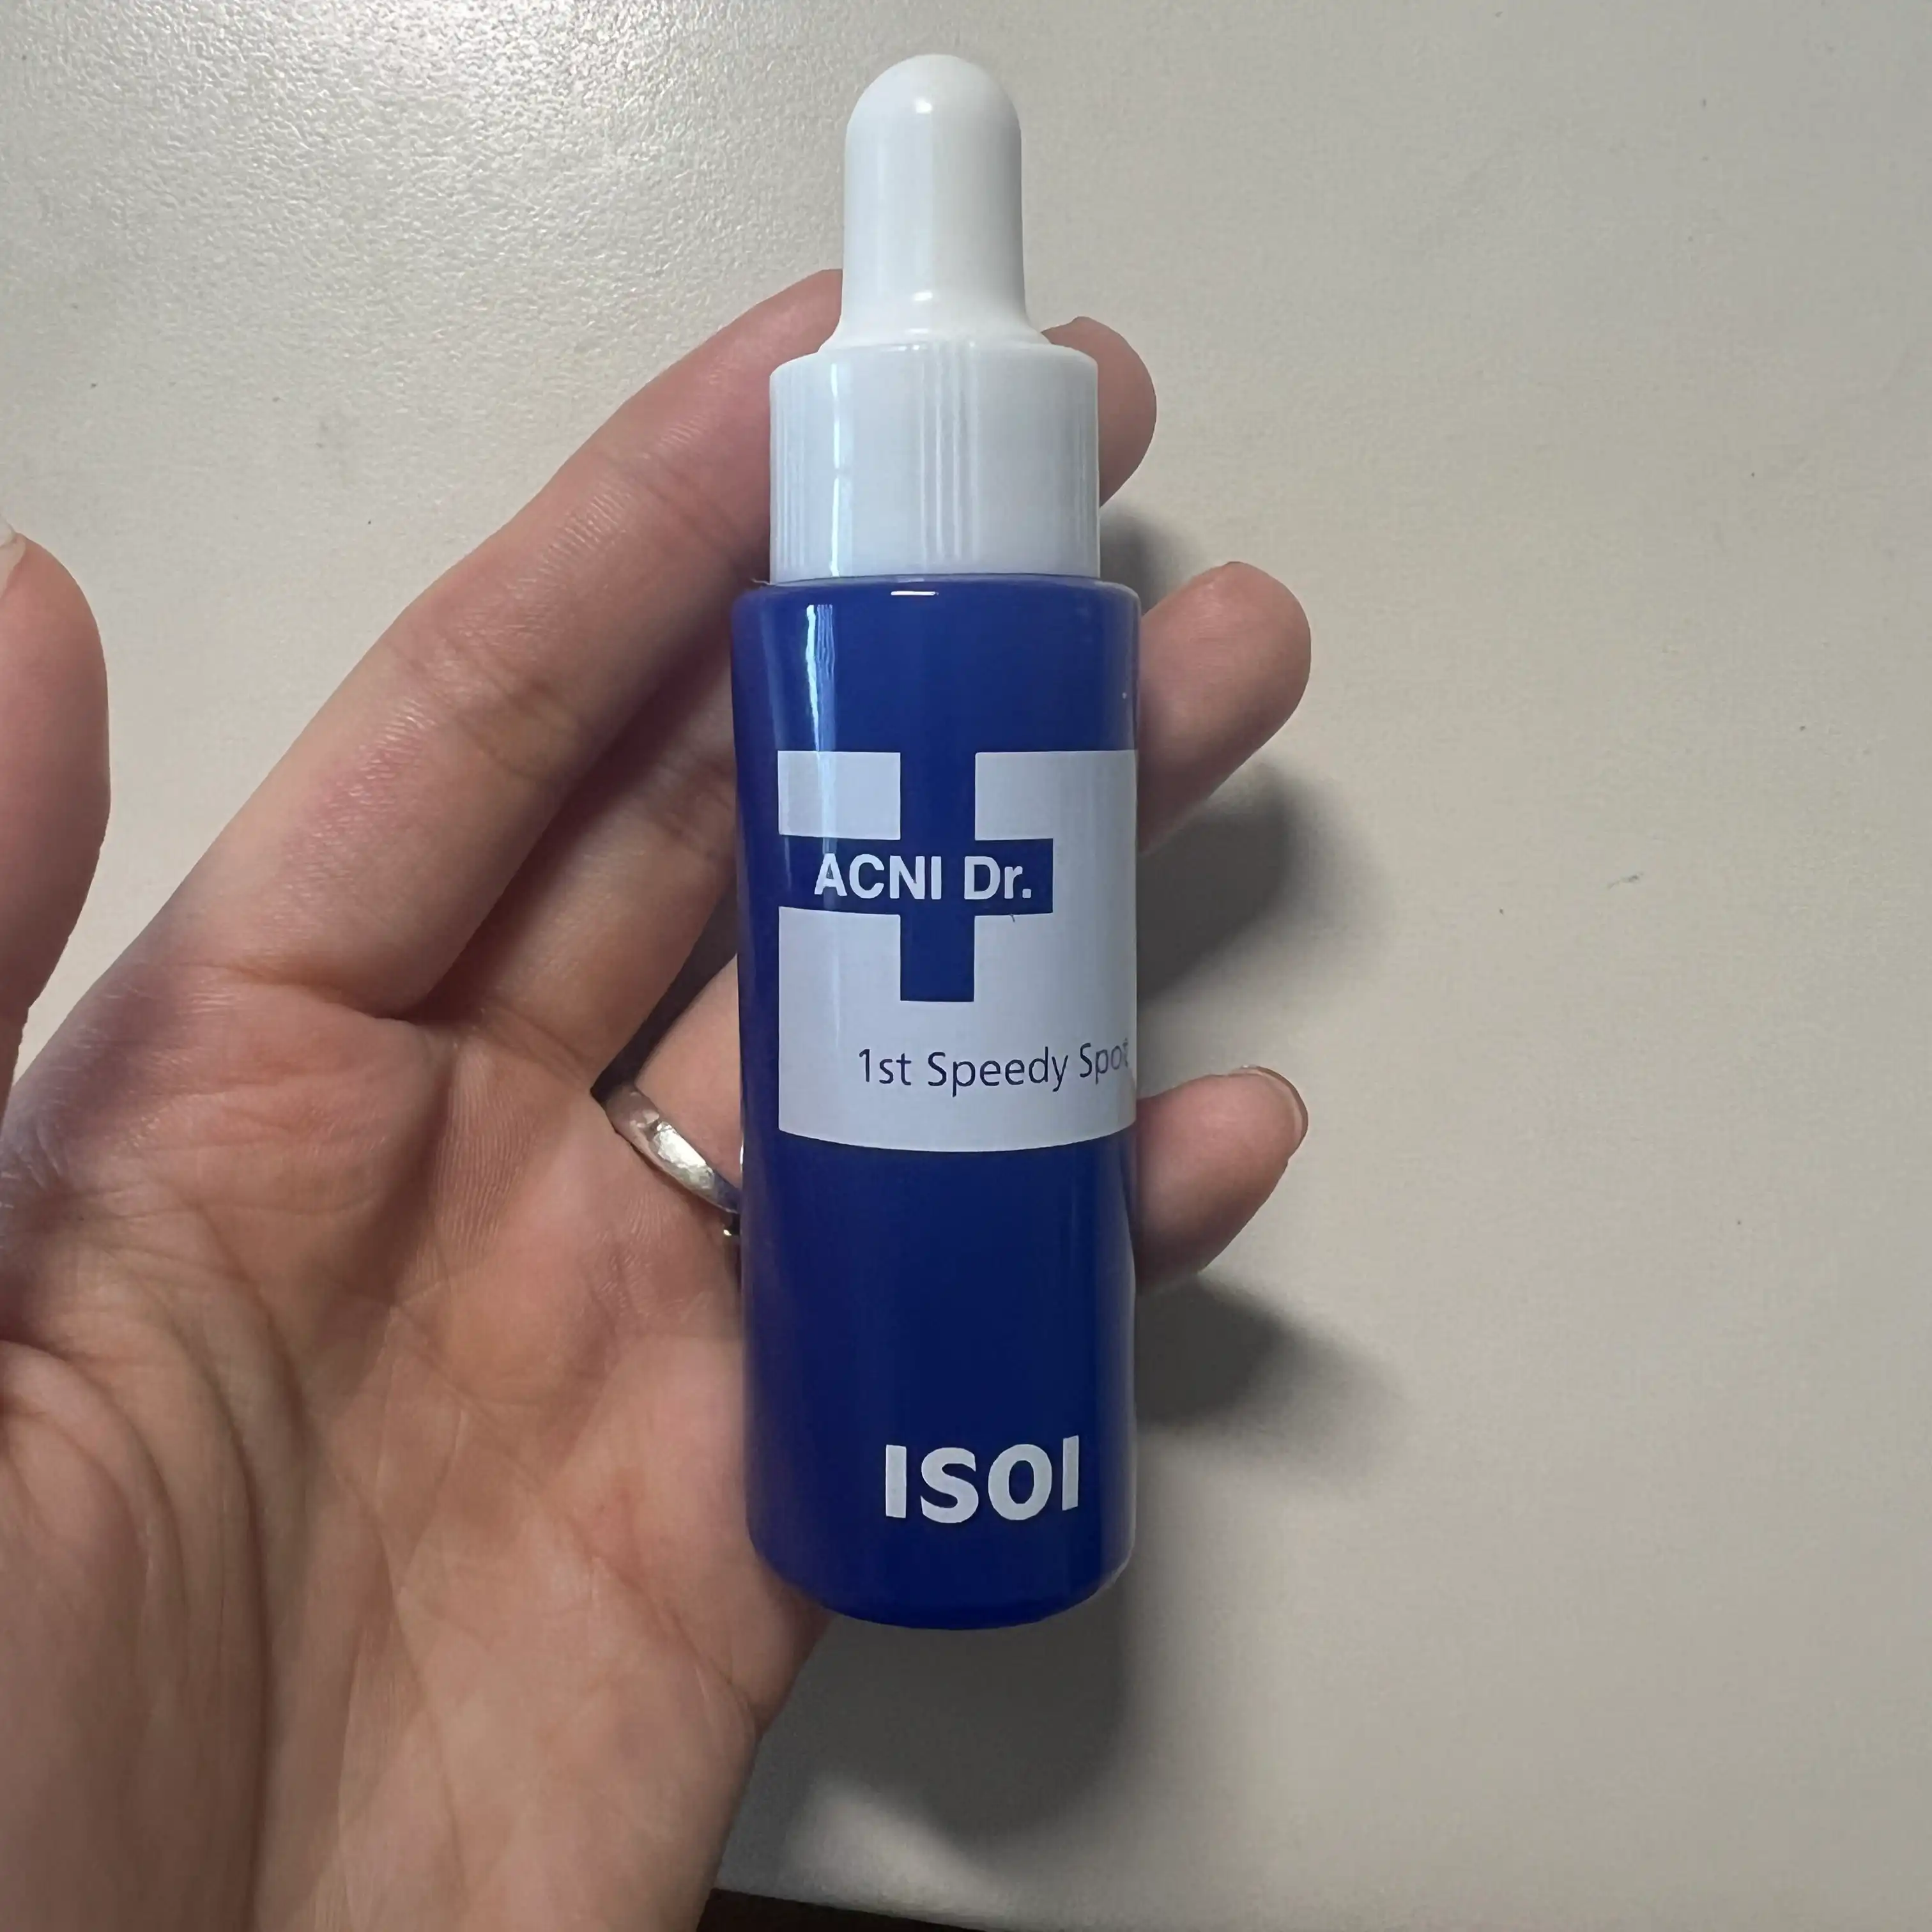 ACNI Dr.
1st Speedy Spot
ISOI